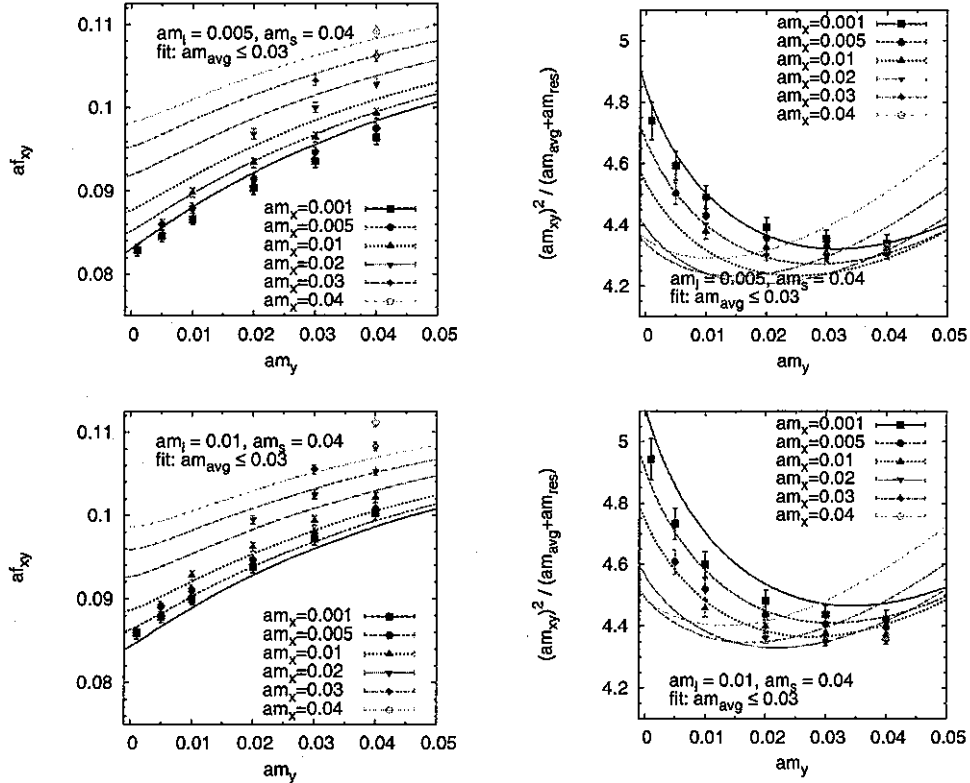 0.11
0.1
0.09
0.08
af_xy
am_l = 0.005, am_s = 0.04
fit: am_avg ≤ 0.03
am_x=0.001
am_x=0.005
am_x=0.01
am_x=0.02
am_x=0.03
am_x=0.04
0 0.01 0.02 0.03 0.04 0.05
am_y
5
4.8
4.6
4.4
4.2
(am_xy)^2 / (am_avg+am_res)
am_x=0.001
am_x=0.005
am_x=0.01
am_x=0.02
am_x=0.03
am_x=0.04
am_l = 0.005, am_s = 0.04
fit: am_avg ≤ 0.03
0 0.01 0.02 0.03 0.04 0.05
am_y
0.11
0.1
0.09
0.08
af_xy
am_l = 0.01, am_s = 0.04
fit: am_avg ≤ 0.03
am_x=0.001
am_x=0.005
am_x=0.01
am_x=0.02
am_x=0.03
am_x=0.04
0 0.01 0.02 0.03 0.04 0.05
am_y
5
4.8
4.6
4.4
4.2
(am_xy)^2 / (am_avg+am_res)
am_x=0.001
am_x=0.005
am_x=0.01
am_x=0.02
am_x=0.03
am_x=0.04
am_l = 0.01, am_s = 0.04
fit: am_avg ≤ 0.03
0 0.01 0.02 0.03 0.04 0.05
am_y